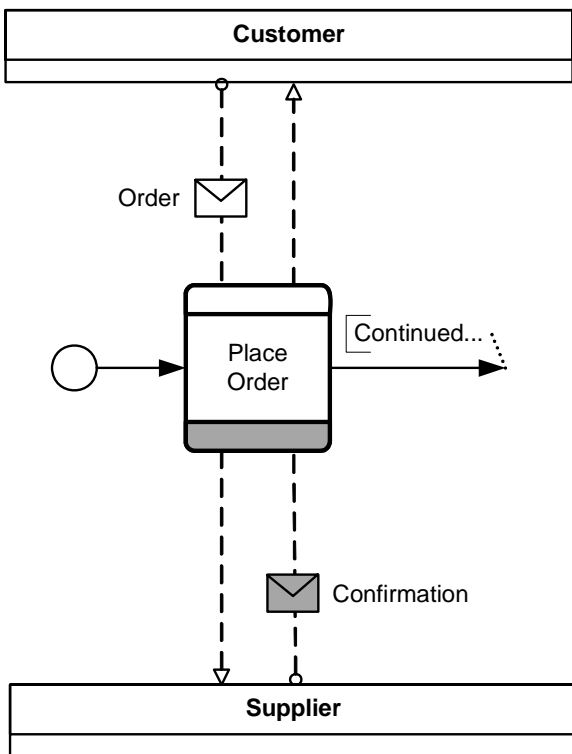 Customer
Order
Continued...
Place
Order
Confirmation
Supplier